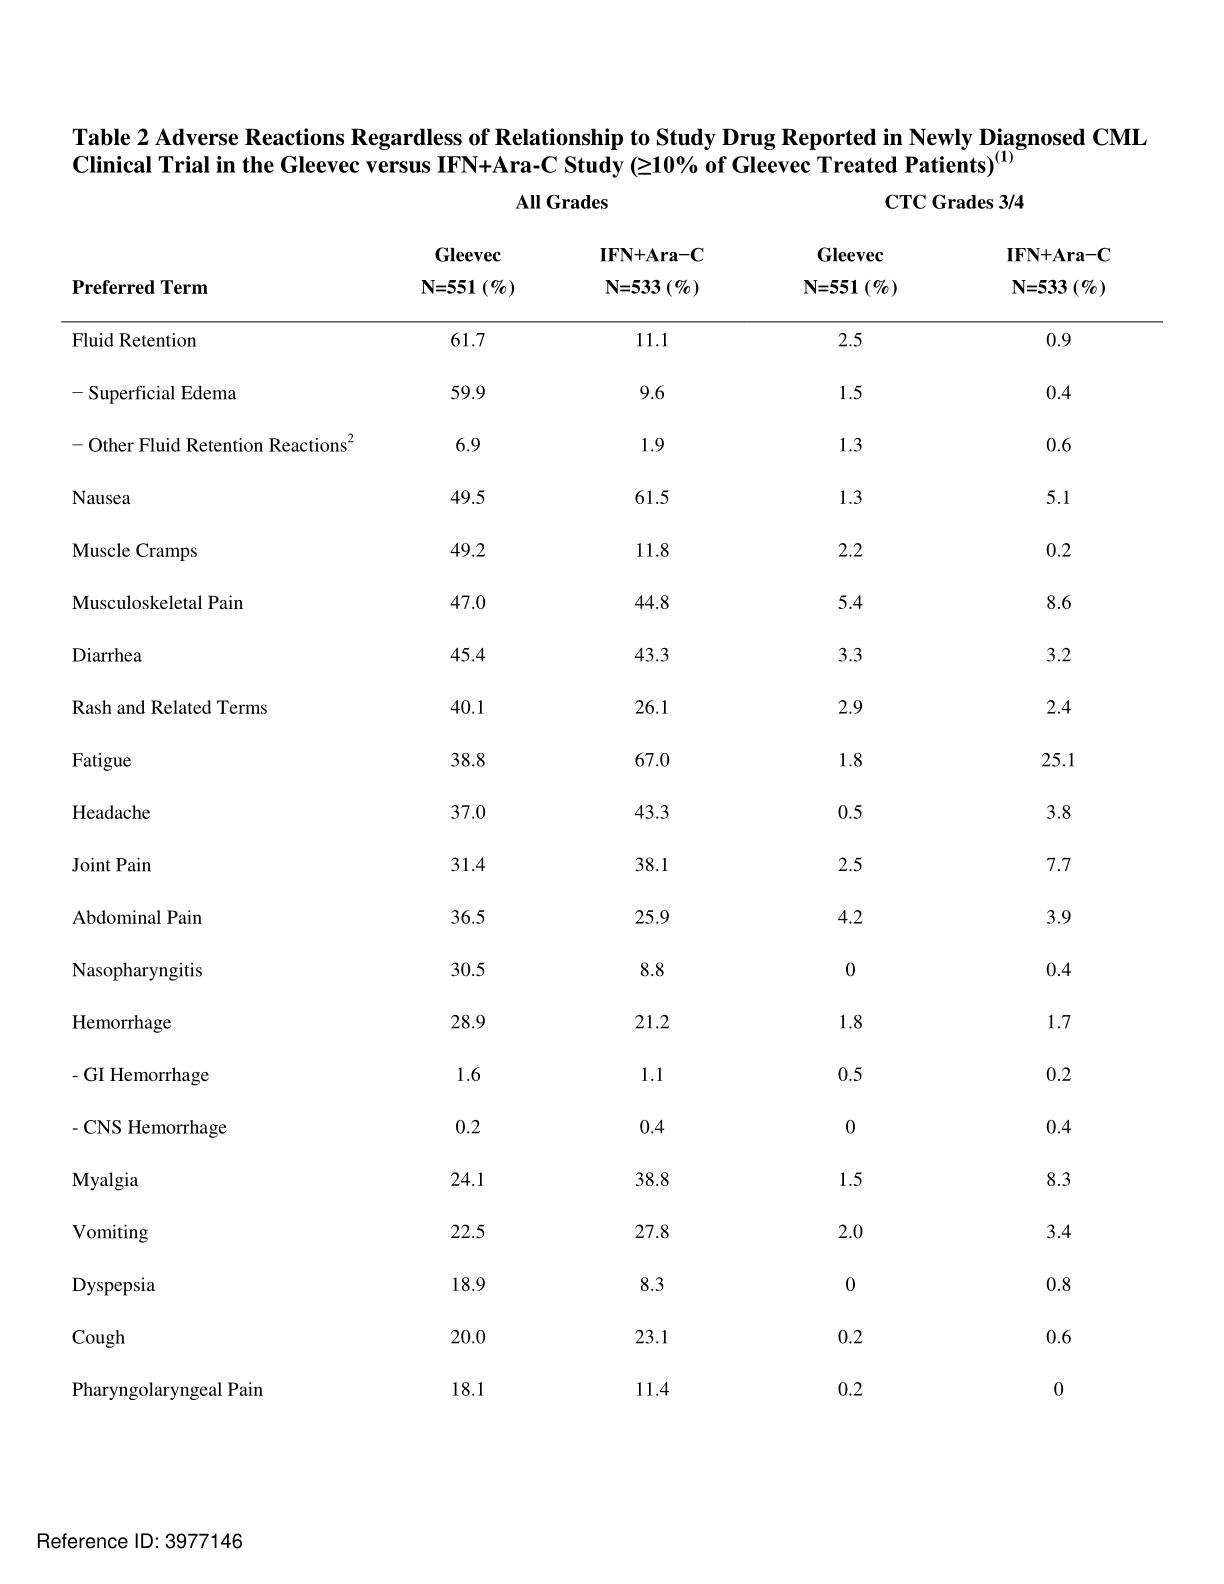 Table 2 Adverse Reactions Regardless of Relationship to Study Drug Reported in Newly Diagnosed CML
Clinical Trial in the Gleevec versus IFN+Ara-C Study (≥10% of Gleevec Treated Patients)(1)
All Grades CTC Grades 3/4
Gleevec IFN+Ara−C Gleevec IFN+Ara−C
Preferred Term N=551 (%) N=533 (%) N=551 (%) N=533 (%)
Fluid Retention 61.7 11.1 2.5 0.9
− Superficial Edema 59.9 9.6 1.5 0.4
− Other Fluid Retention Reactions2 6.9 1.9 1.3 0.6
Nausea 49.5 61.5 1.3 5.1
Muscle Cramps 49.2 11.8 2.2 0.2
Musculoskeletal Pain 47.0 44.8 5.4 8.6
Diarrhea 45.4 43.3 3.3 3.2
Rash and Related Terms 40.1 26.1 2.9 2.4
Fatigue 38.8 67.0 1.8 25.1
Headache 37.0 43.3 0.5 3.8
Joint Pain 31.4 38.1 2.5 7.7
Abdominal Pain 36.5 25.9 4.2 3.9
Nasopharyngitis 30.5 8.8 0 0.4
Hemorrhage 28.9 21.2 1.8 1.7
- GI Hemorrhage 1.6 1.1 0.5 0.2
- CNS Hemorrhage 0.2 0.4 0 0.4
Myalgia 24.1 38.8 1.5 8.3
Vomiting 22.5 27.8 2.0 3.4
Dyspepsia 18.9 8.3 0 0.8
Cough 20.0 23.1 0.2 0.6
Pharyngolaryngeal Pain 18.1 11.4 0.2 0
Reference ID: 3977146